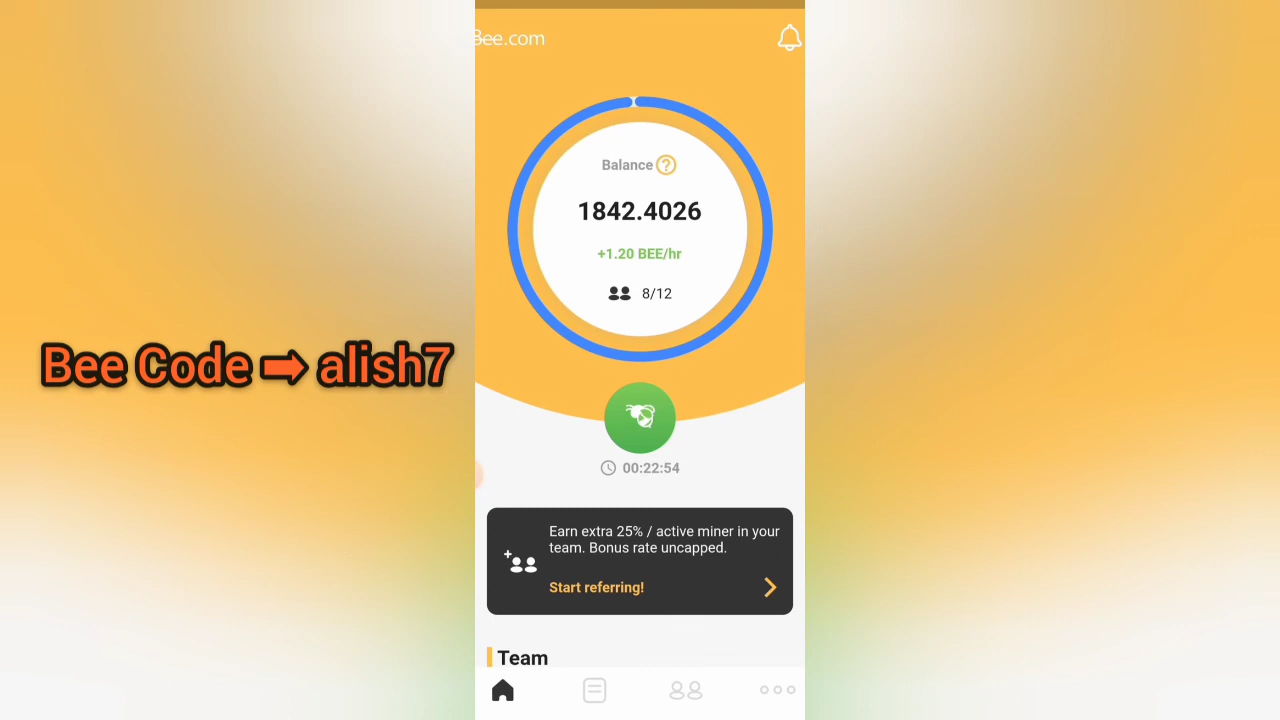 Bee.com
Balance ?
1842.4026
+1.20 BEE/hr
8/12
Bee Code ➡ alish7
00:22:54
Earn extra 25% / active miner in your
team. Bonus rate uncapped.
Start referring!
Team